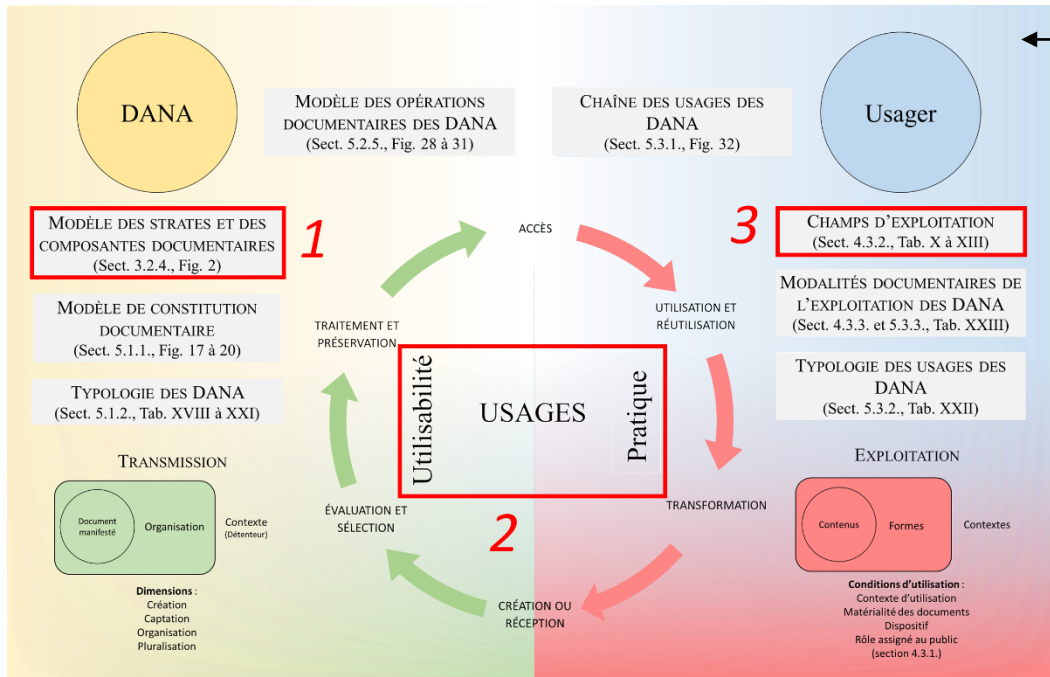 DANA
MODÈLE DES OPÉRATIONS
DOCUMENTAIRES DES DANA
(Sect. 5.2.5., Fig. 28 à 31)
CHAÎNE DES USAGES DES
DANA
(Sect. 5.3.1., Fig. 32)
Usager
MODÈLE DES STRATES ET DES
COMPOSANTES DOCUMENTAIRES
(Sect. 3.2.4., Fig. 2)
1
MODÈLE DE CONSTITUTION
DOCUMENTAIRE
(Sect. 5.1.1., Fig. 17 à 20)
TYPOLOGIE DES DANA
(Sect. 5.1.2., Tab. XVIII à XXI)
ACCÈS
UTILISATION ET
RÉUTILISATION
TRAITEMENT ET
PRÉSERVATION
Utilisabilité
USAGES
Pratique
ÉVALUATION ET
SÉLECTION
2
TRANSFORMATION
CRÉATION OU
RÉCEPTION
3
CHAMPS D’EXPLOITATION
(Sect. 4.3.2., Tab. X à XIII)
MODALITÉS DOCUMENTAIRES DE
L’EXPLOITATION DES DANA
(Sect. 4.3.3. et 5.3.3., Tab. XXIII)
TYPOLOGIE DES USAGES DES
DANA
(Sect. 5.3.2., Tab. XXII)
TRANSMISSION
Document
manifesté
Organisation
Contexte
(Détenteur)
Dimensions :
Création
Captation
Organisation
Pluralisation
EXPLOITATION
Contenus
Formes
Contextes
Conditions d’utilisation :
Contexte d’utilisation
Matérialité des documents
Dispositif
Rôle assigné au public
(section 4.3.1.)